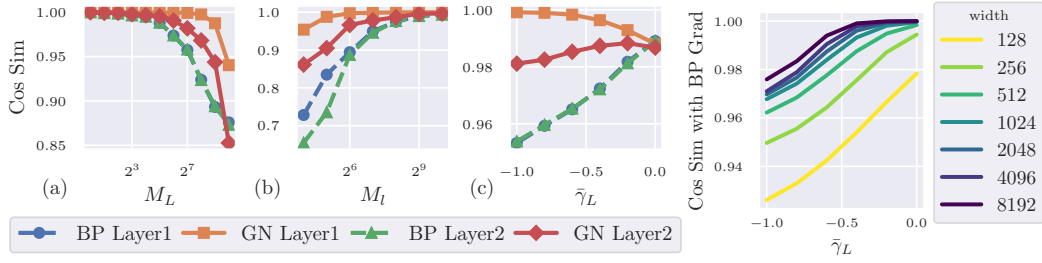 Cos Sim
1.00
0.95
0.90
0.85
2^3
2^7
(a)
M_L
1.0
0.9
0.8
0.7
2^6
2^9
(b)
M_l
1.00
0.98
0.96
−1.0
−0.5
0.0
(c)
γ̄_L
BP Layer1
GN Layer1
BP Layer2
GN Layer2
Cos Sim with BP Grad
1.00
0.98
0.96
0.94
−1.0
−0.5
0.0
γ̄_L
width
128
256
512
1024
2048
4096
8192